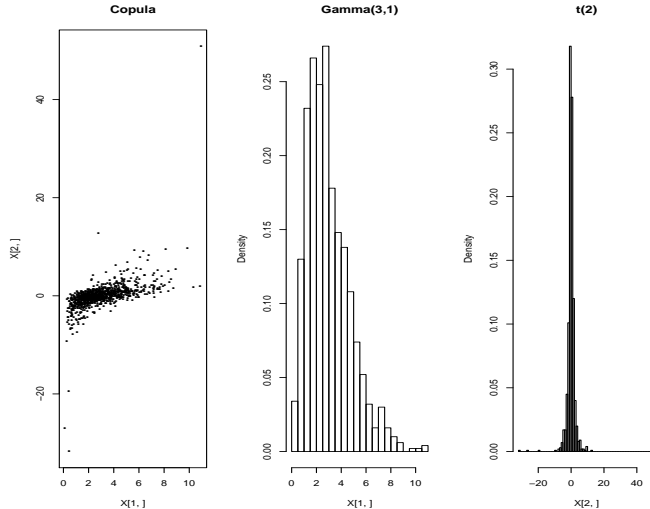 Copula
X[2, ]
40
20
0
−20
0 2 4 6 8 10
X[1, ]
Gamma(3,1)
Density
0.25
0.20
0.15
0.10
0.05
0.00
0 2 4 6 8 10
X[1, ]
t(2)
Density
0.30
0.25
0.20
0.15
0.10
0.05
0.00
−20 0 20 40
X[2, ]